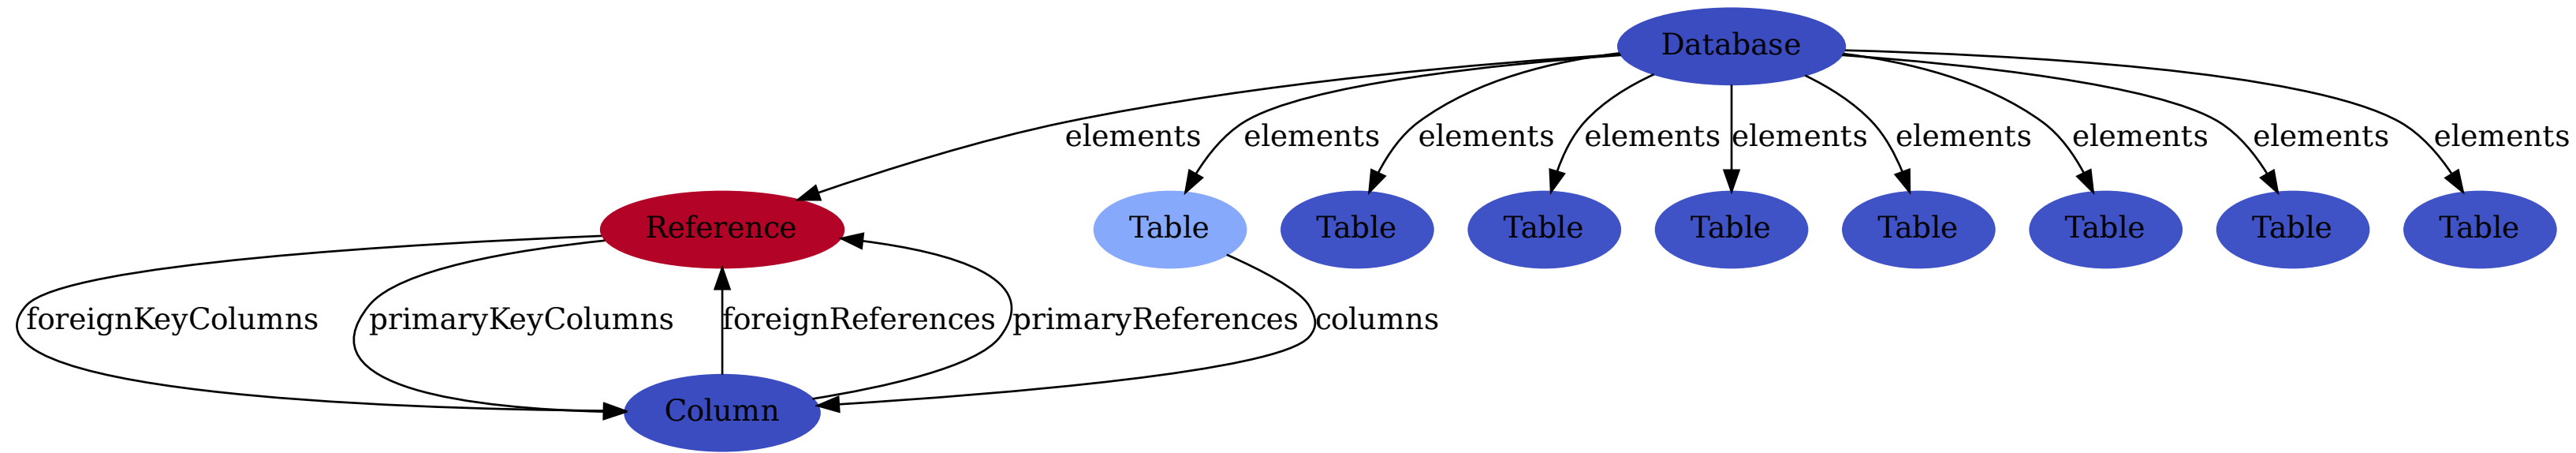 Database
elements
elements
elements
elements
elements
elements
elements
elements
elements
Reference
Table
Table
Table
Table
Table
Table
Table
Table
foreignKeyColumns
primaryKeyColumns
foreignReferences
primaryReferences
columns
Column